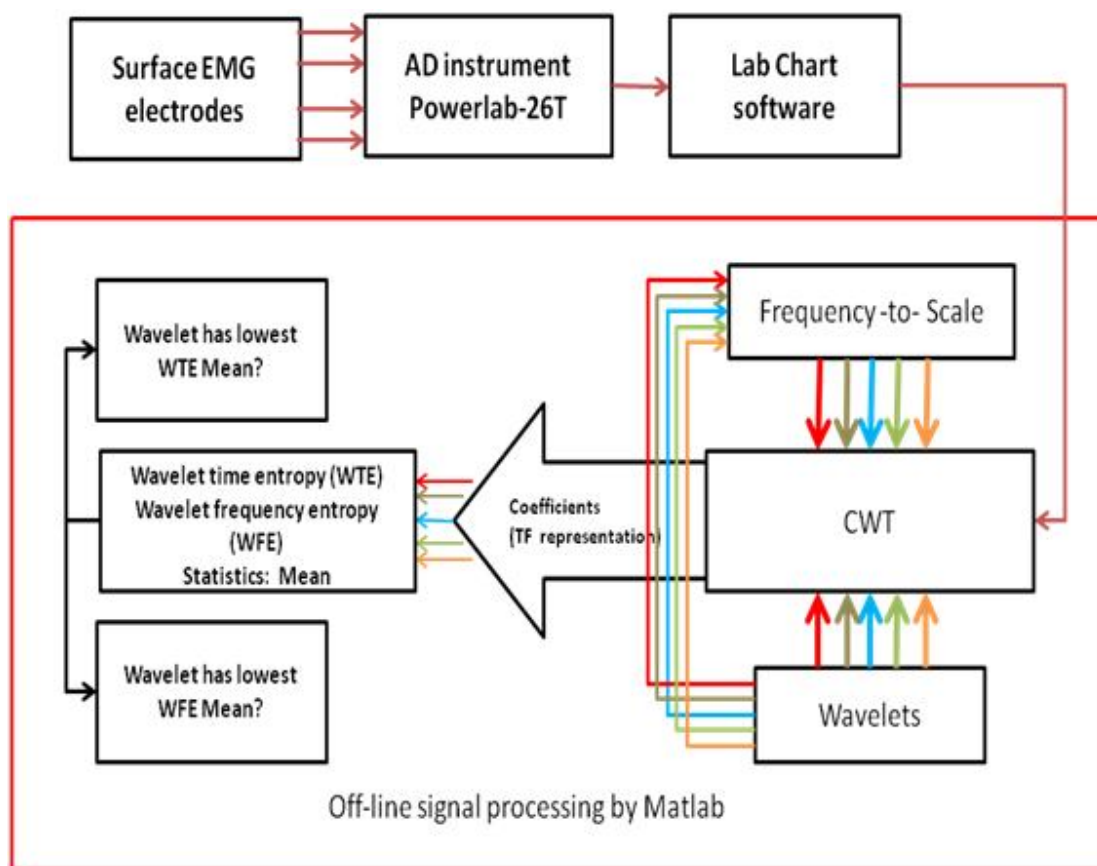 Surface EMG
electrodes
AD instrument
Powerlab-26T
Lab Chart
software
Wavelet has lowest
WTE Mean?
Frequency -to- Scale
Wavelet time entropy (WTE)
Wavelet frequency entropy
(WFE)
Statistics: Mean
Coefficients
(TF representation)
CWT
Wavelet has lowest
WFE Mean?
Wavelets
Off-line signal processing by Matlab